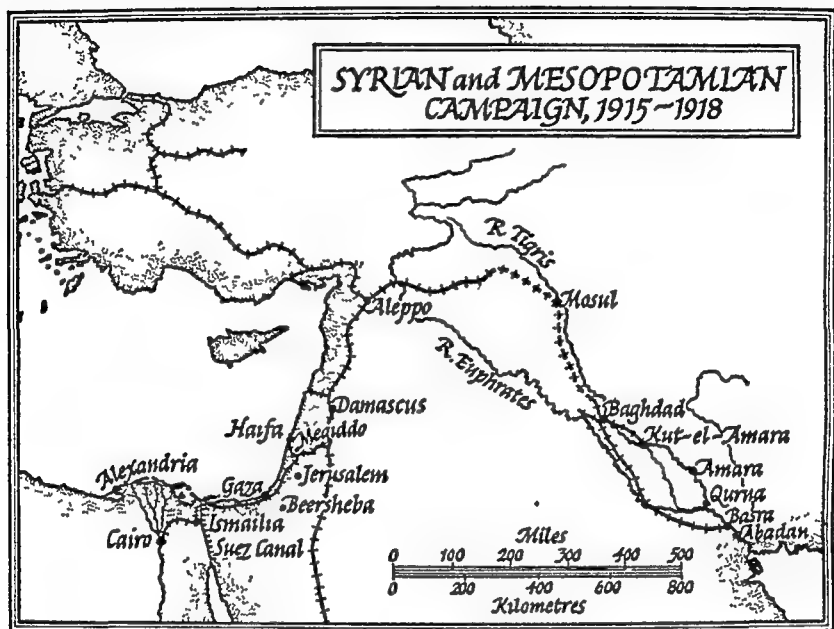 SYRIAN and MESOPOTAMIAN
CAMPAIGN, 1915~1918
R. Tigris
Mosul
Aleppo
R. Euphrates
Baghdad
Kut-el-Amara
Damascus
Haifa
Megiddo
Amara
Alexandria
Gaza
Jerusalem
Qurna
Beersheba
Basra
Ismailia
Abadan
Cairo
Suez Canal
Miles
0 100 200 300 400 500
0 200 400 600 800
Kilometres